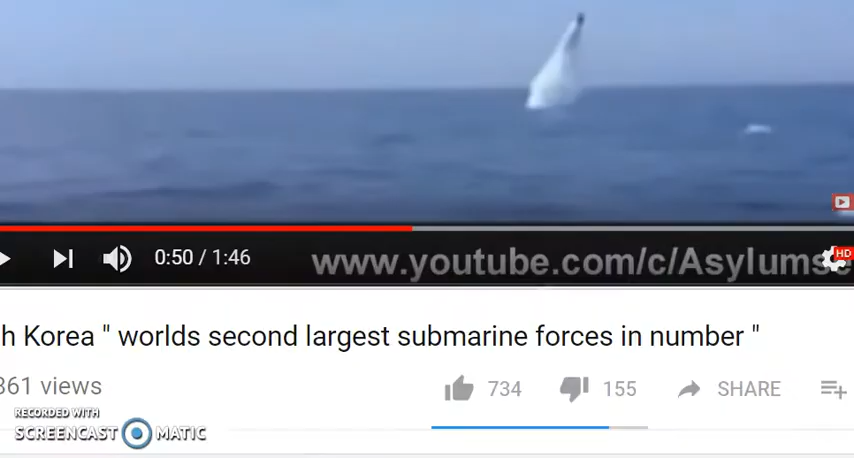 HD
0:50 / 1:46
www.youtube.com/c/Asylums
h Korea " worlds second largest submarine forces in number "
361 views
734
155
SHARE
RECORDED WITH
SCREENCAST MATIC